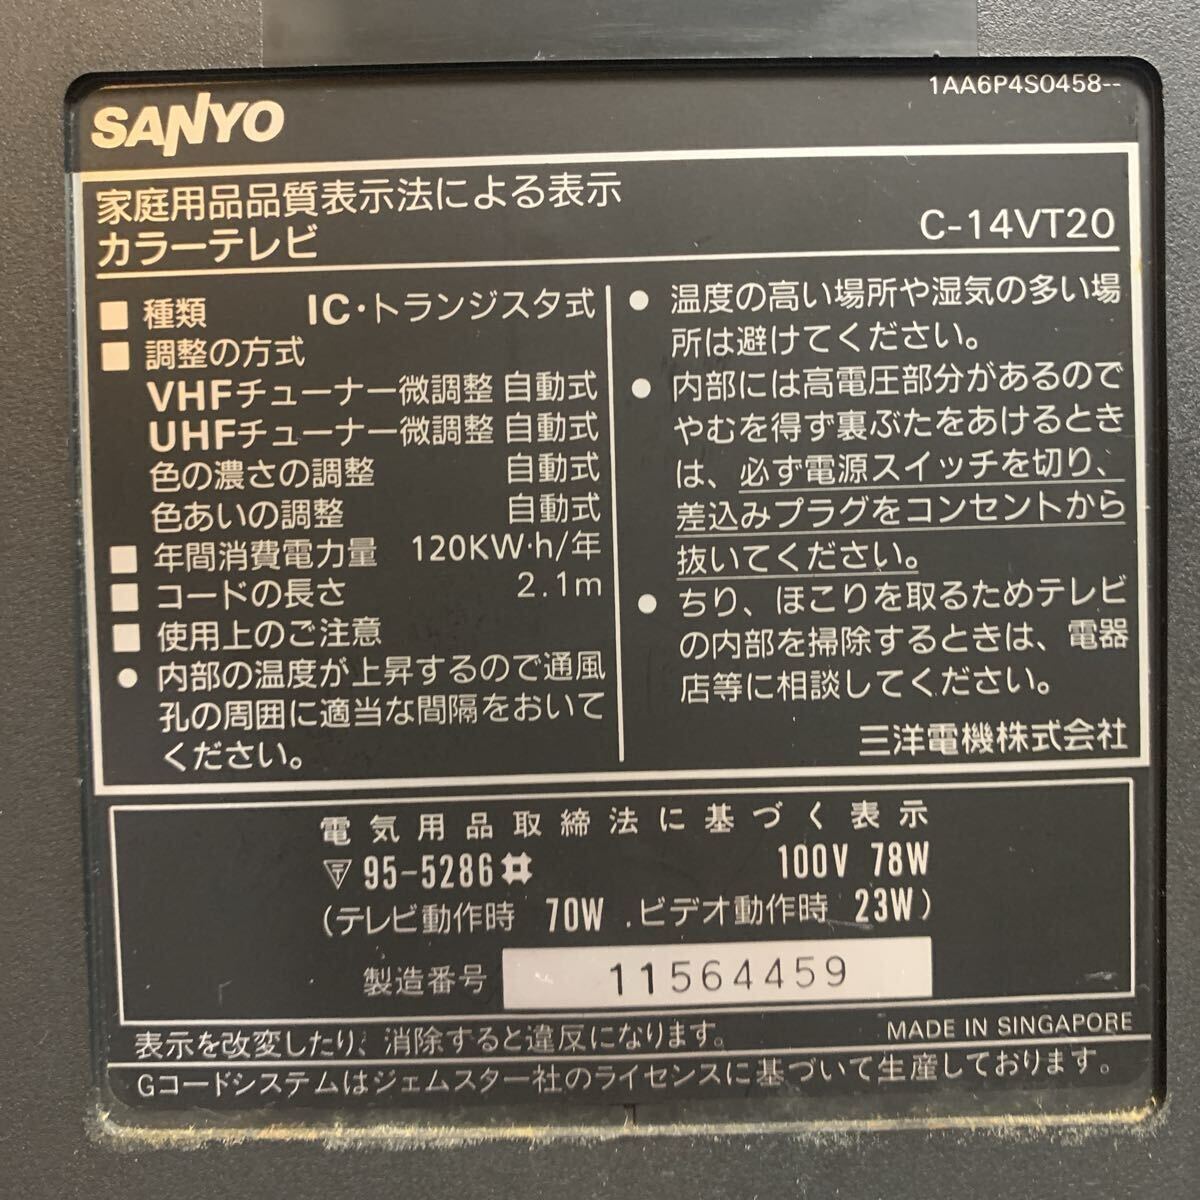 1AA6P4S0458--
SANYO
家庭用品品質表示法による表示
カラーテレビ
C-14VT20
■ 種類 IC・トランジスタ式
■ 調整の方式
VHFチューナー微調整 自動式
UHFチューナー微調整 自動式
色の濃さの調整 自動式
色あいの調整 自動式
■ 年間消費電力量 120KW·h/年
■ コードの長さ 2.1m
■ 使用上のご注意
● 内部の温度が上昇するので通風
孔の周囲に適当な間隔をおいて
ください。
● 温度の高い場所や湿気の多い場
所は避けてください。
● 内部には高電圧部分があるので
やむを得ず裏ぶたをあけるとき
は、必ず電源スイッチを切り、
差込みプラグをコンセントから
抜いてください。
● ちり、ほこりを取るためテレビ
の内部を掃除するときは、電器
店等に相談してください。
三洋電機株式会社
電気用品取締法に基づく表示
95-5286 100V 78W
(テレビ動作時 70W .ビデオ動作時 23W)
製造番号 11564459
表示を改変したり、消除すると違反になります。 MADE IN SINGAPORE
Gコードシステムはジェムスター社のライセンスに基づいて生産しております。